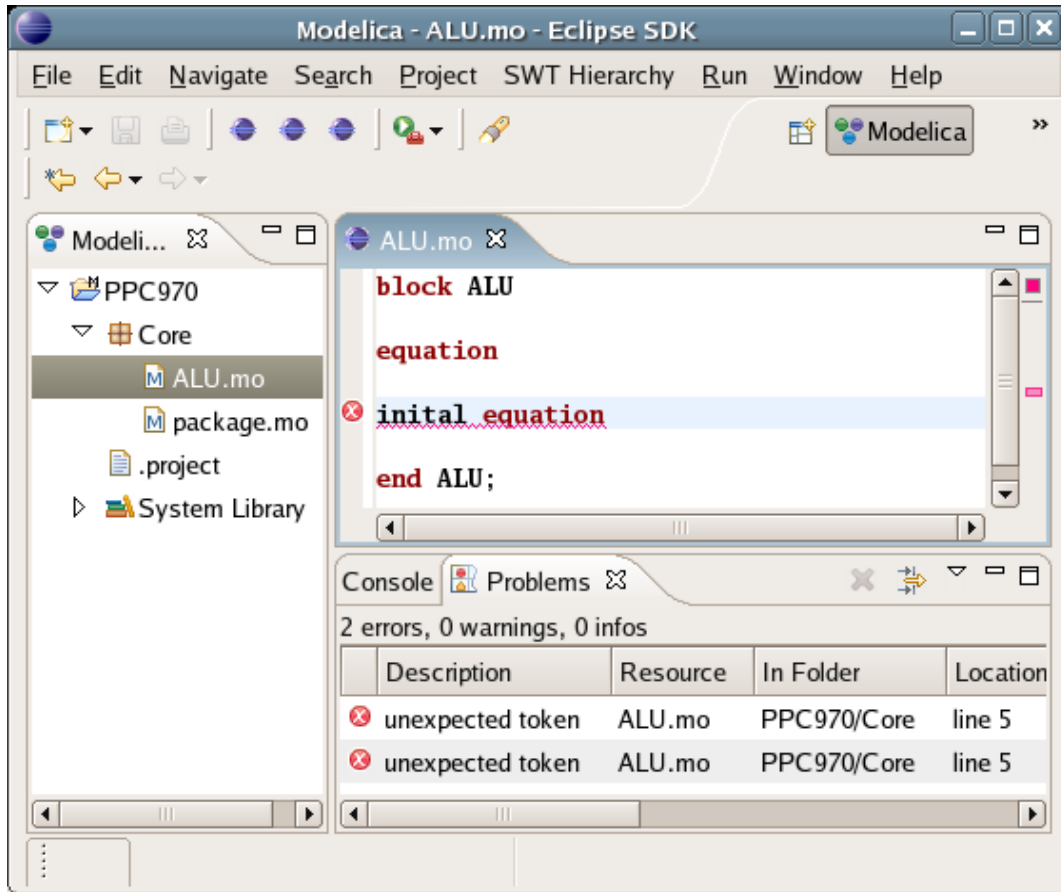 Modelica - ALU.mo - Eclipse SDK
File Edit Navigate Search Project SWT Hierarchy Run Window Help
Modelica »
Modeli...
PPC970
Core
ALU.mo
package.mo
.project
System Library
ALU.mo
block ALU
equation
inital equation
end ALU;
Console Problems
2 errors, 0 warnings, 0 infos
Description Resource In Folder Location
unexpected token ALU.mo PPC970/Core line 5
unexpected token ALU.mo PPC970/Core line 5